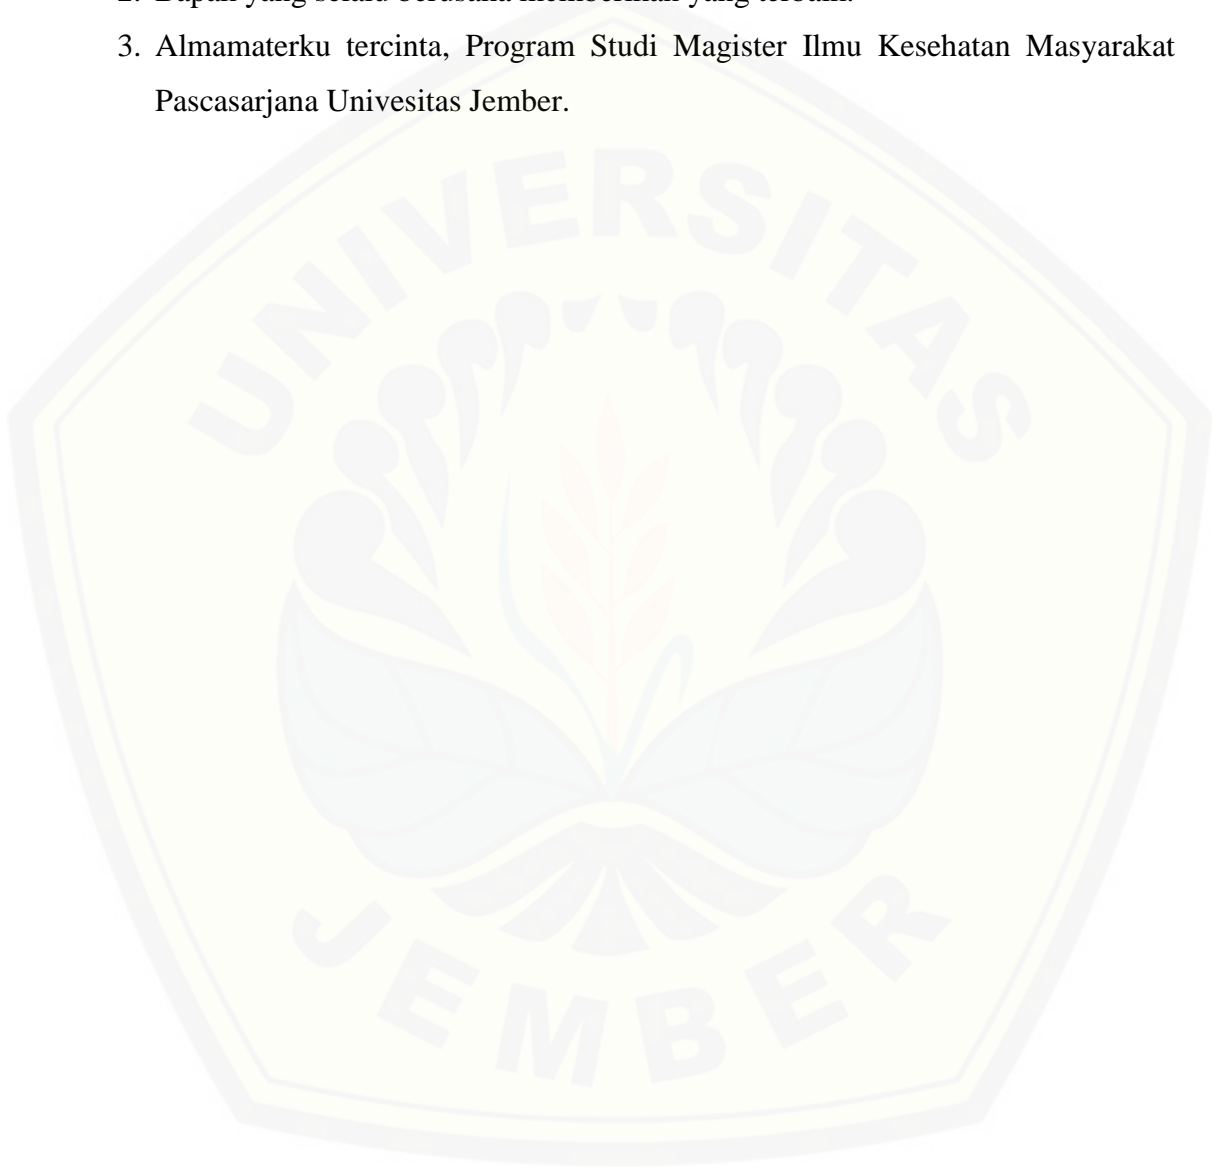 2. Bapak yang selalu berusaha memberikan yang terbaik.
3. Almamaterku tercinta, Program Studi Magister Ilmu Kesehatan Masyarakat
Pascasarjana Univesitas Jember.
UNIVERSITAS
JEMBER